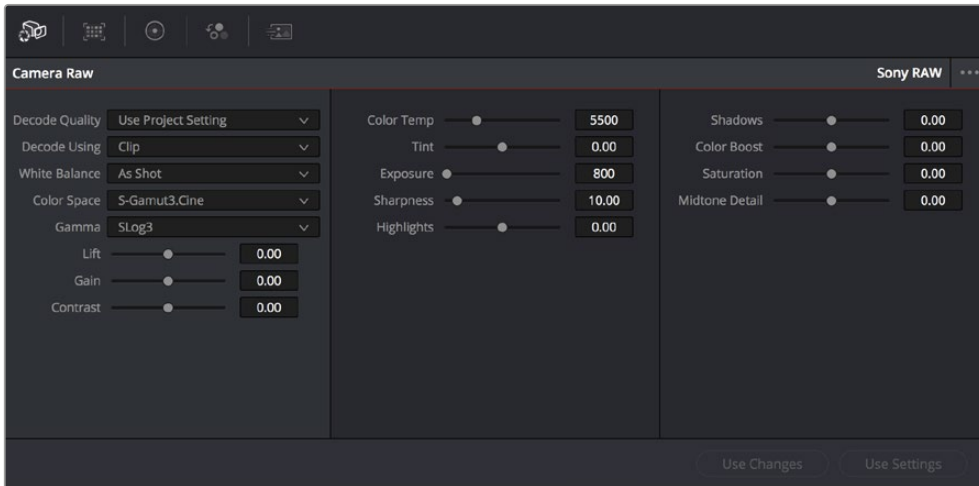 Camera Raw
Sony RAW
Decode Quality Use Project Setting
Decode Using Clip
White Balance As Shot
Color Space S-Gamut3.Cine
Gamma SLog3
Lift 0.00
Gain 0.00
Contrast 0.00
Color Temp 5500
Tint 0.00
Exposure 800
Sharpness 10.00
Highlights 0.00
Shadows 0.00
Color Boost 0.00
Saturation 0.00
Midtone Detail 0.00
Use Changes
Use Settings